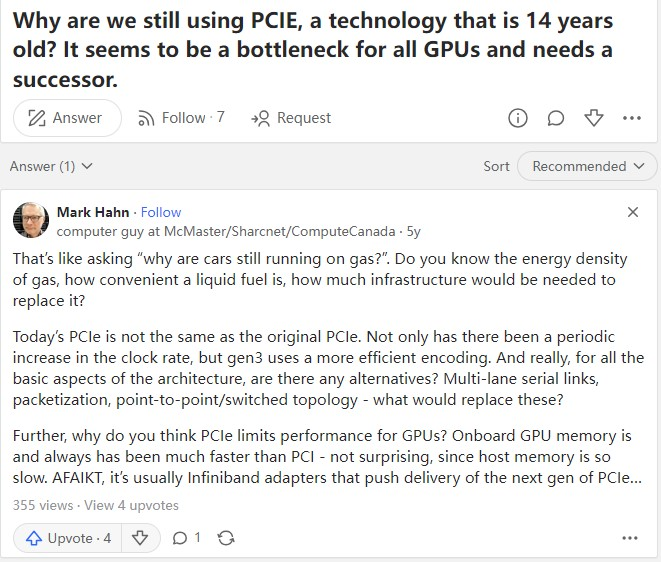 Why are we still using PCIE, a technology that is 14 years
old? It seems to be a bottleneck for all GPUs and needs a
successor.
Answer
Follow · 7
Request
Answer (1)
Sort
Recommended
Mark Hahn · Follow
computer guy at McMaster/Sharcnet/ComputeCanada · 5y
That’s like asking “why are cars still running on gas?”. Do you know the energy density
of gas, how convenient a liquid fuel is, how much infrastructure would be needed to
replace it?
Today’s PCIe is not the same as the original PCIe. Not only has there been a periodic
increase in the clock rate, but gen3 uses a more efficient encoding. And really, for all the
basic aspects of the architecture, are there any alternatives? Multi-lane serial links,
packetization, point-to-point/switched topology - what would replace these?
Further, why do you think PCIe limits performance for GPUs? Onboard GPU memory is
and always has been much faster than PCI - not surprising, since host memory is so
slow. AFAIKT, it’s usually Infiniband adapters that push delivery of the next gen of PCIe...
355 views · View 4 upvotes
Upvote · 4
1